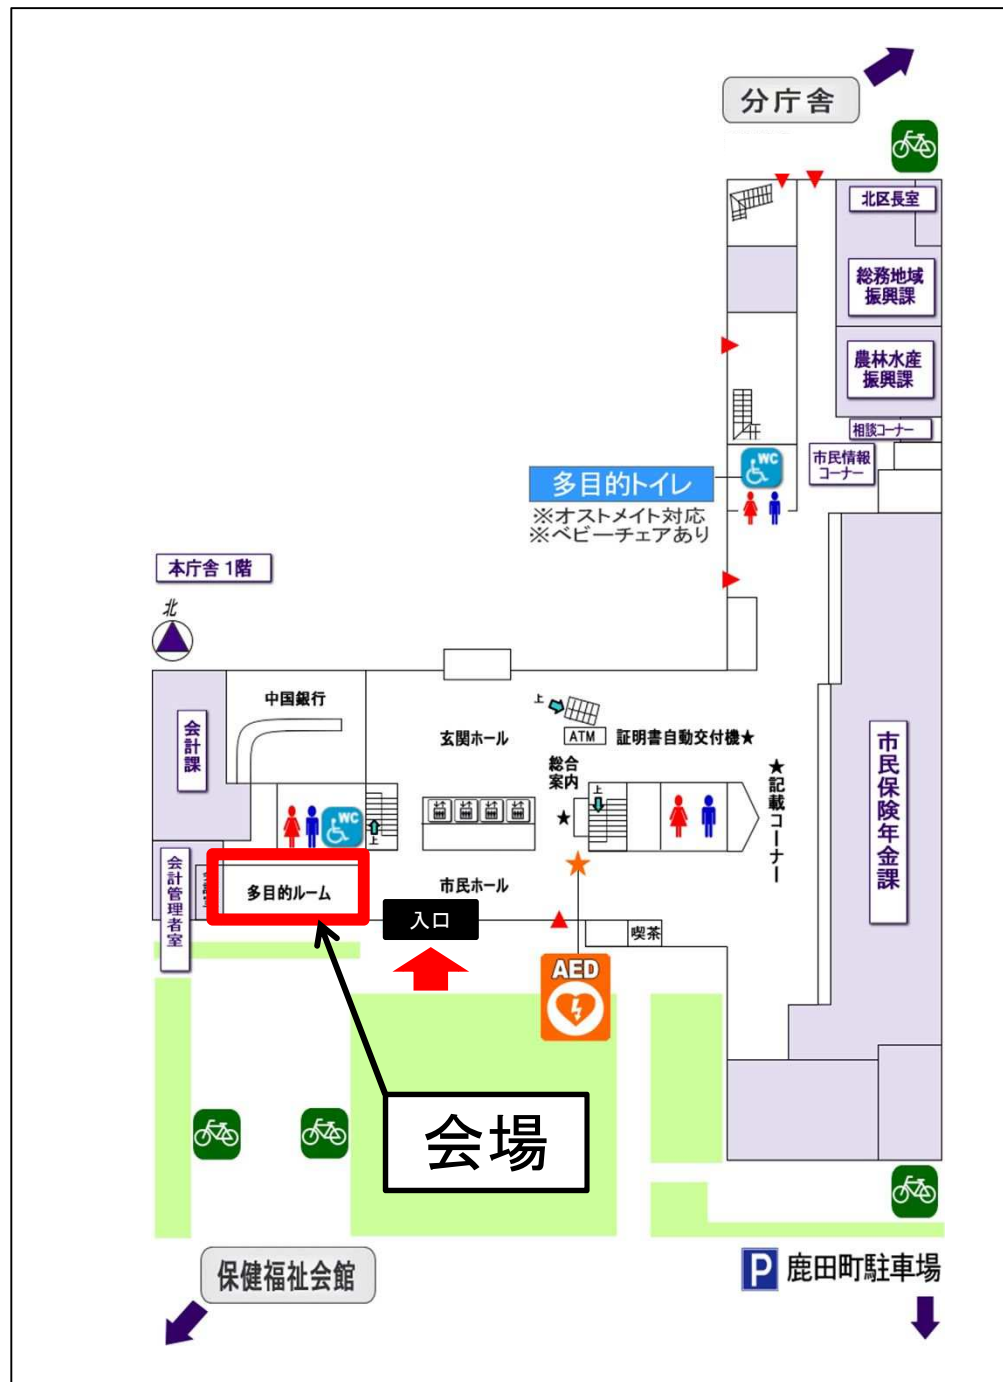 分庁舎
北区長室
総務地域
振興課
農林水産
振興課
相談コーナー
市民情報
コーナー
WC
多目的トイレ
※オストメイト対応
※ベビーチェアあり
本庁舎 1階
北
中国銀行
会計課
玄関ホール
上
ATM
証明書自動交付機★
総合
案内
★
上
★記載コーナー
市民保険年金課
WC
上
会計管理者室
多目的ルーム
市民ホール
入口
喫茶
AED
会場
保健福祉会館
P 鹿田町駐車場